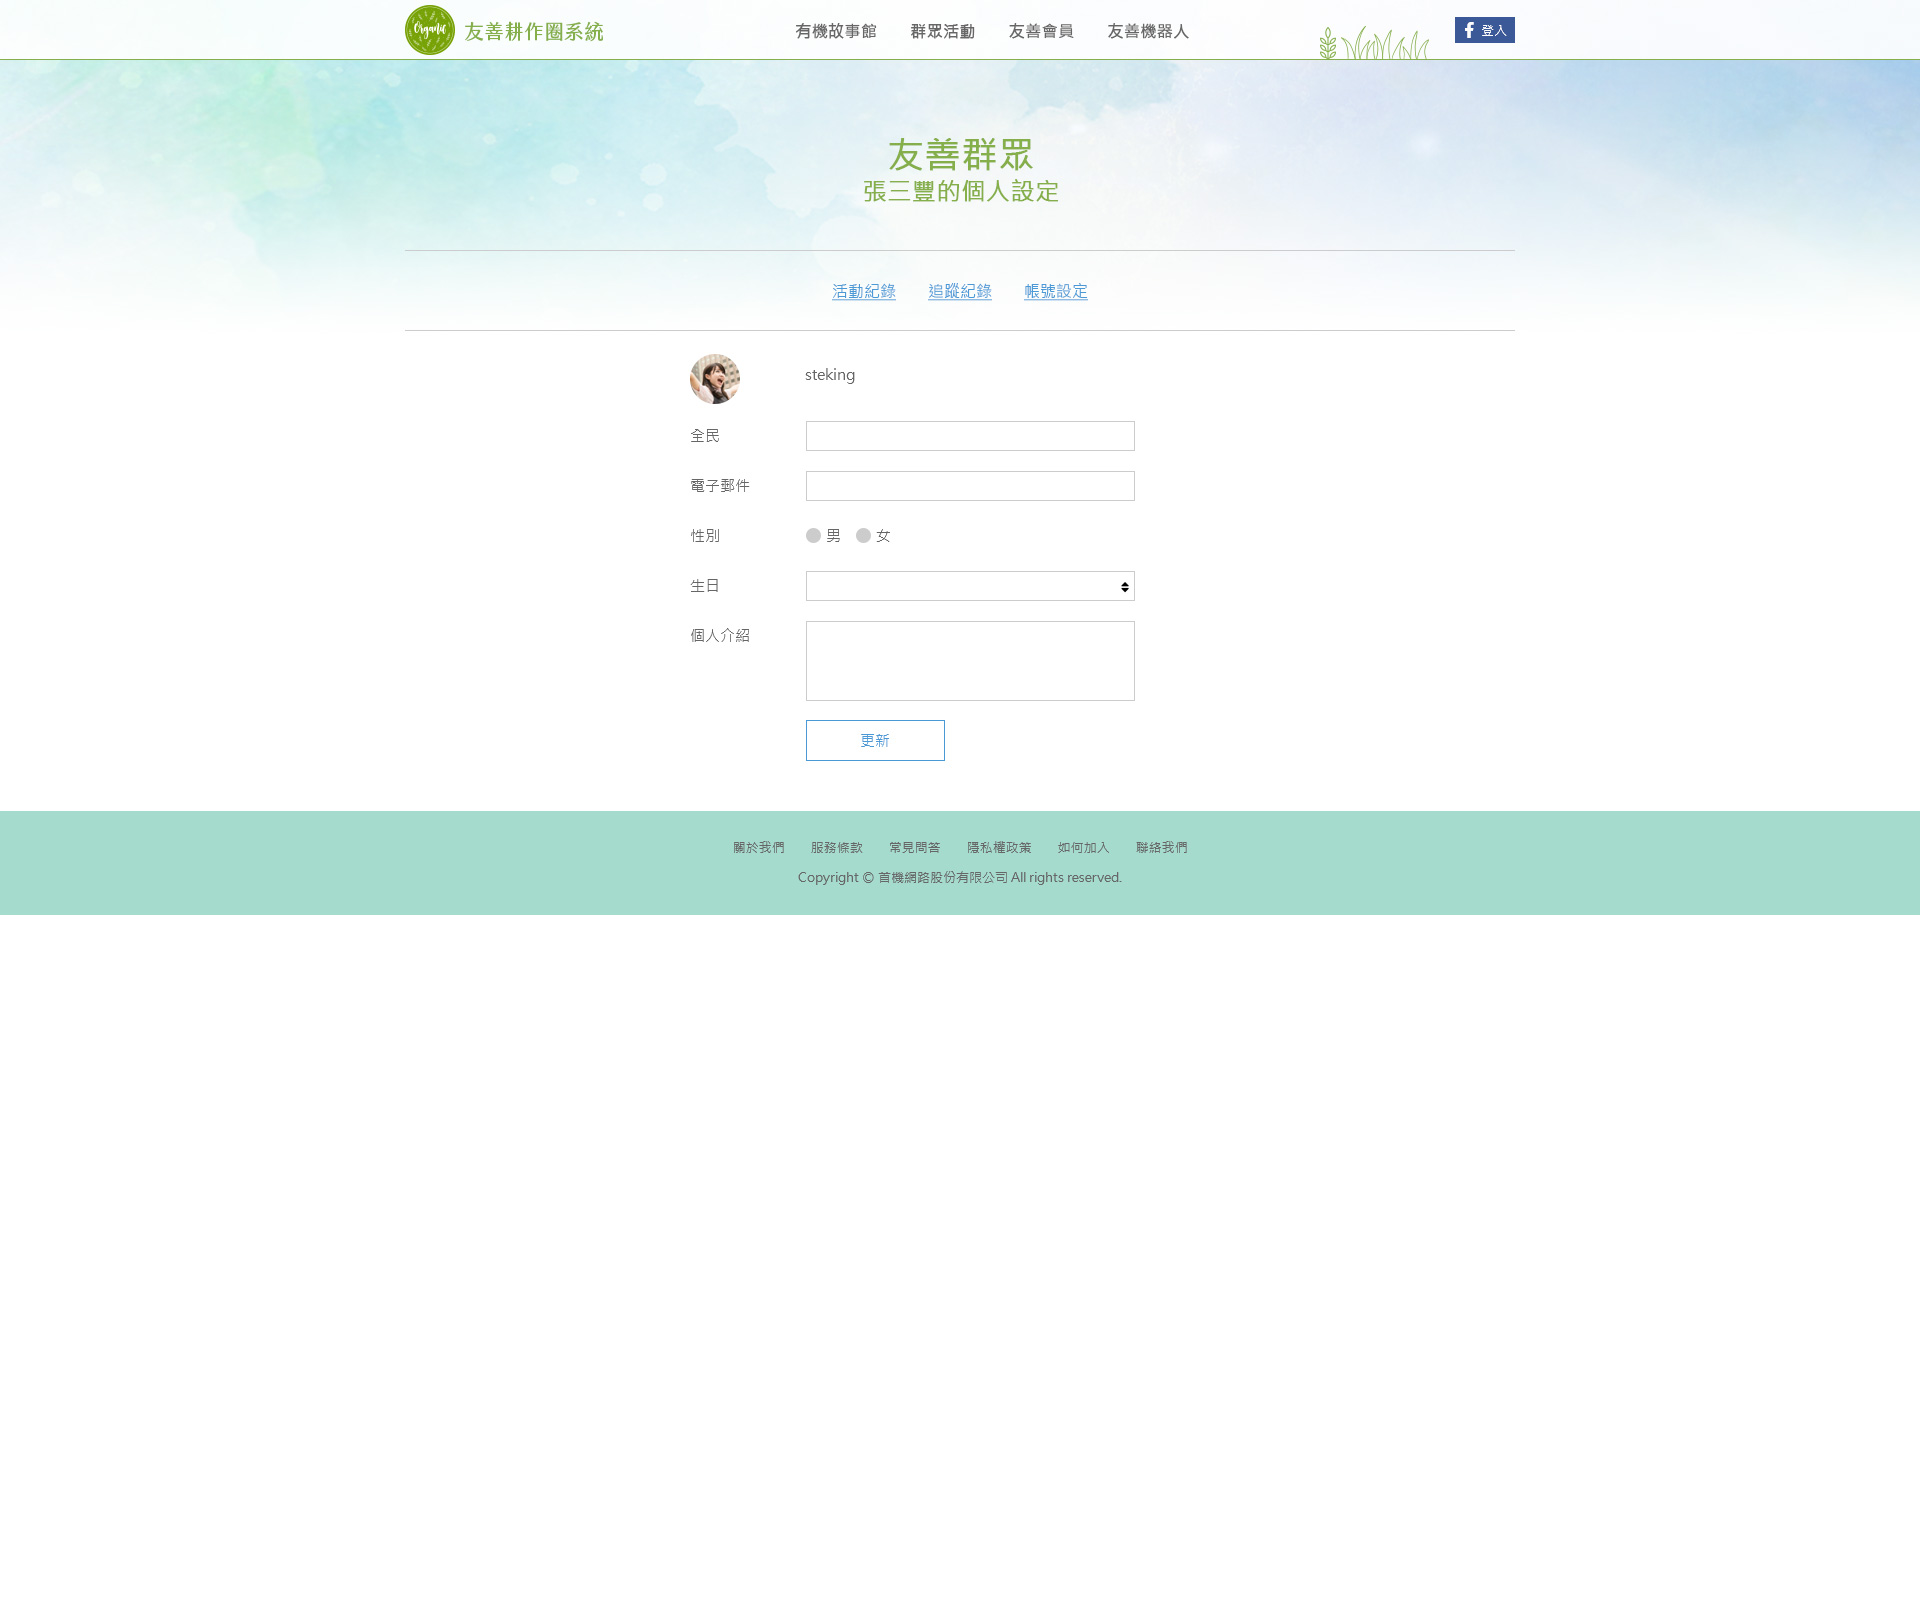 Organic 友善耕作圈系統
有機故事館 群眾活動 友善會員 友善機器人
登入
友善群眾
張三豐的個人設定
活動紀錄 追蹤紀錄 帳號設定
steking
全民
電子郵件
性別 男 女
生日
個人介紹
更新
關於我們 服務條款 常見問答 隱私權政策 如何加入 聯絡我們
Copyright © 首機網路股份有限公司 All rights reserved.